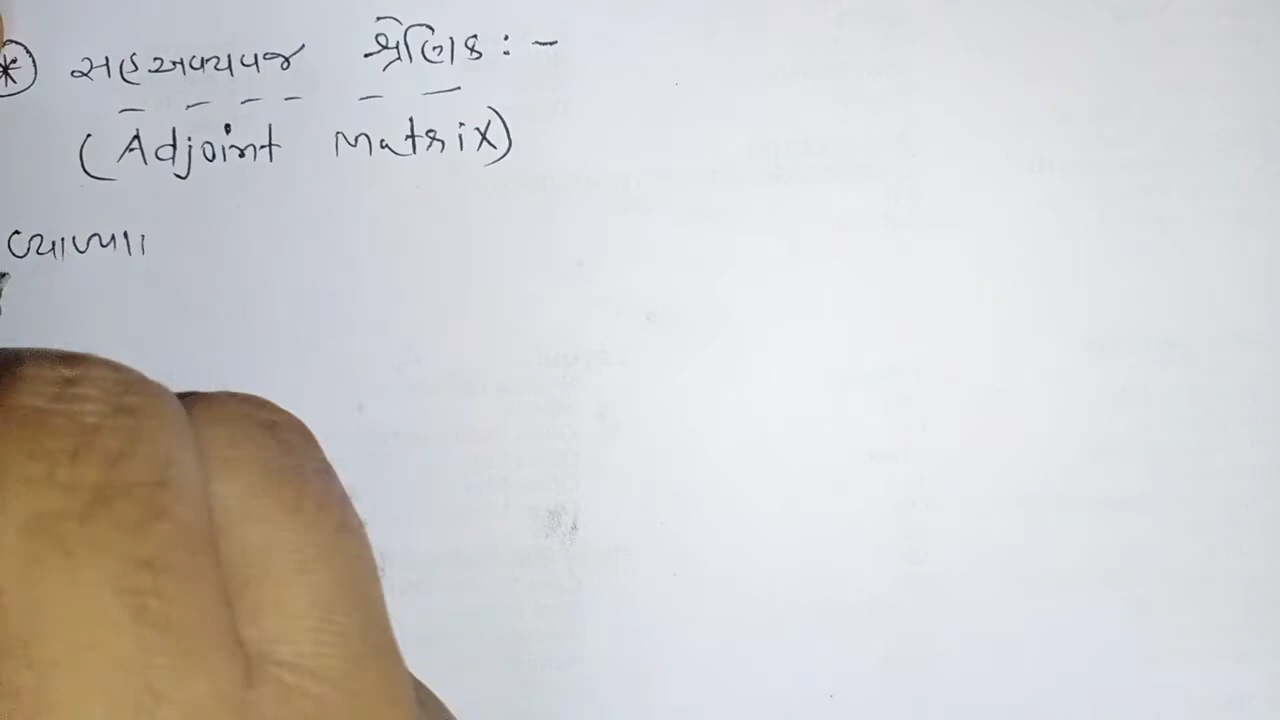 * સહઅવયવજ શ્રેણિક :-
(Adjoint Matrix)
વ્યાખ્યા